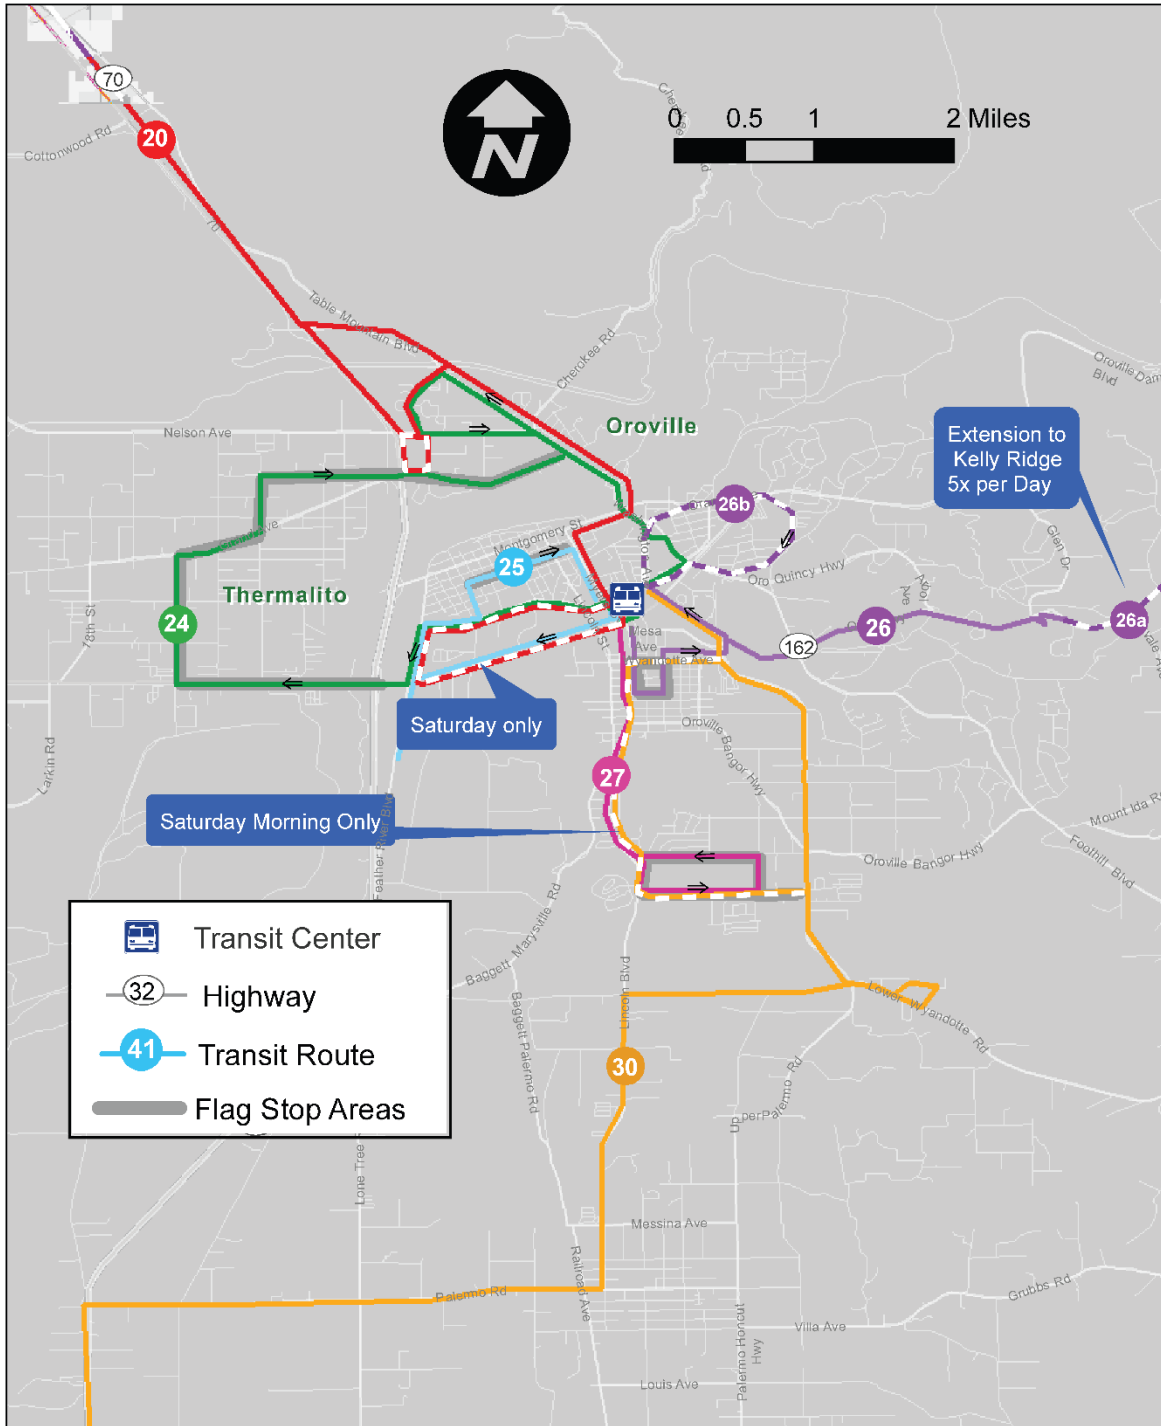 70
Cottonwood Rd
20
N
0 0.5 1 2 Miles
70
Table Mountain Blvd
Cherokee Rd
Oroville Dam
Blvd
Nelson Ave
Oroville
Extension to
Kelly Ridge
5x per Day
26b
Montgomery St
25
Oro Quincy Hwy
Glen Dr
Thermalito
24
18th St
Lincoln St
Mesa
Ave
Wyandotte Ave
162
26
26a
Saturday only
Larkin Rd
Oroville Bangor Hwy
27
Saturday Morning Only
Feather River Blvd
Mount Ida Rd
Oroville Bangor Hwy
Foothill Blvd
Transit Center
32
Highway
41
Transit Route
Flag Stop Areas
Baggett Marysville Rd
Baggett Palermo Rd
Lincoln Blvd
Lower Wyandotte Rd
30
Upper Palermo Rd
Lone Tree
Messina Ave
Railroad Ave
Palermo Rd
Grubbs Rd
Villa Ave
Palermo Honcut
Hwy
Louis Ave